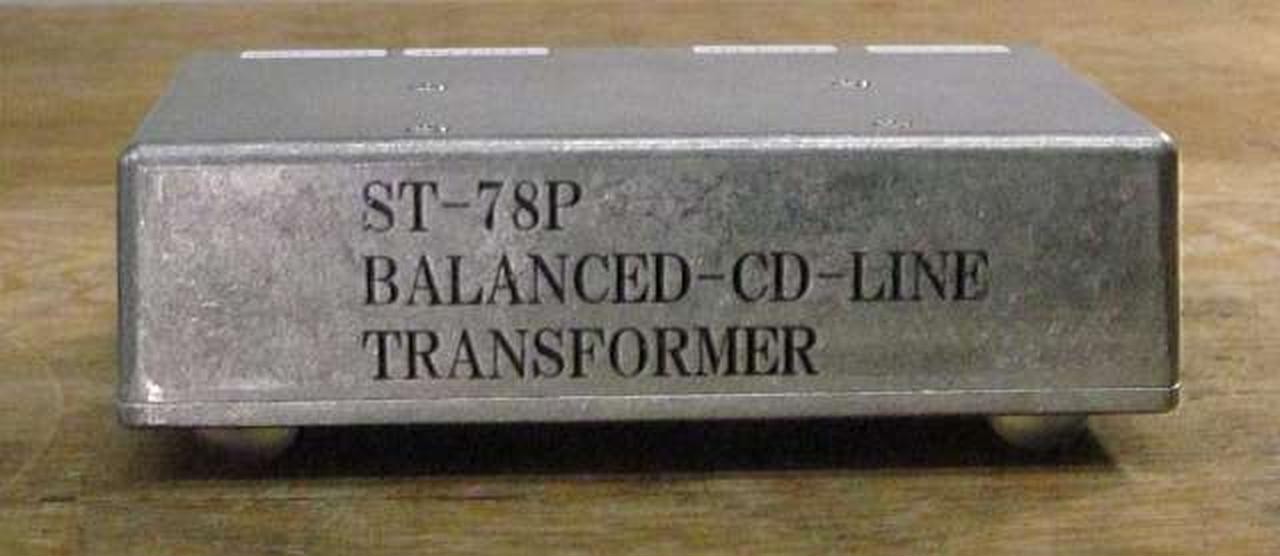 ST-78P
BALANCED-CD-LINE
TRANSFORMER